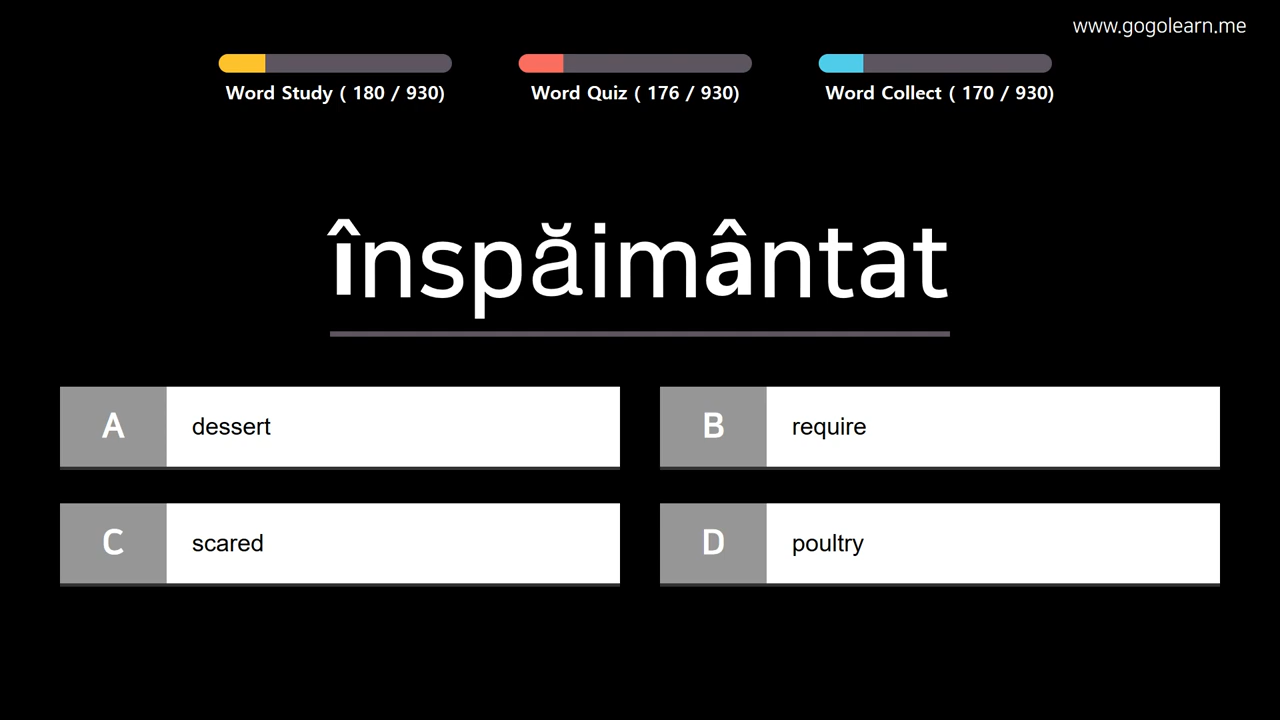 www.gogolearn.me
Word Study ( 180 / 930)
Word Quiz ( 176 / 930)
Word Collect ( 170 / 930)
înspăimântat
A dessert
B require
C scared
D poultry